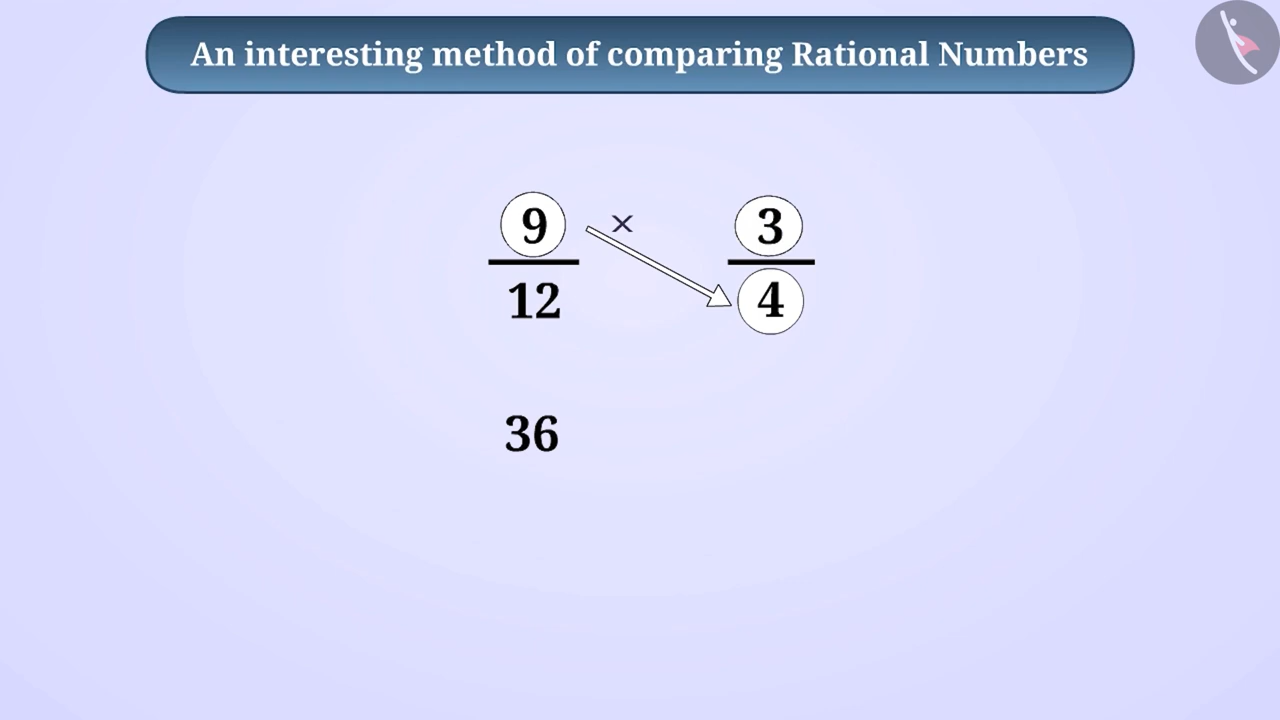 An interesting method of comparing Rational Numbers
9 × 3
12 4
36